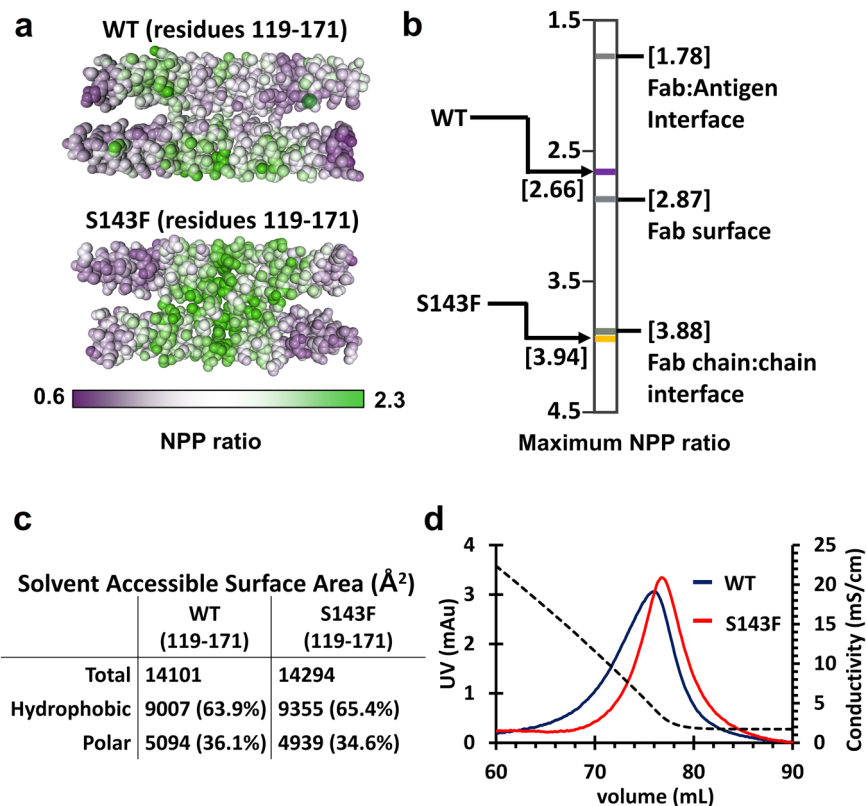 a
WT (residues 119-171)
S143F (residues 119-171)
0.6
2.3
NPP ratio
b
1.5
2.5
3.5
4.5
WT
[2.66]
S143F
[3.94]
[1.78]
Fab:Antigen
Interface
[2.87]
Fab surface
[3.88]
Fab chain:chain
interface
Maximum NPP ratio
c
Solvent Accessible Surface Area (Å²)
WT S143F
(119-171) (119-171)
Total 14101 14294
Hydrophobic 9007 (63.9%) 9355 (65.4%)
Polar 5094 (36.1%) 4939 (34.6%)
d
4
3
2
1
0
UV (mAu)
WT
S143F
25
20
15
10
5
0
Conductivity (mS/cm)
60 70 80 90
volume (mL)